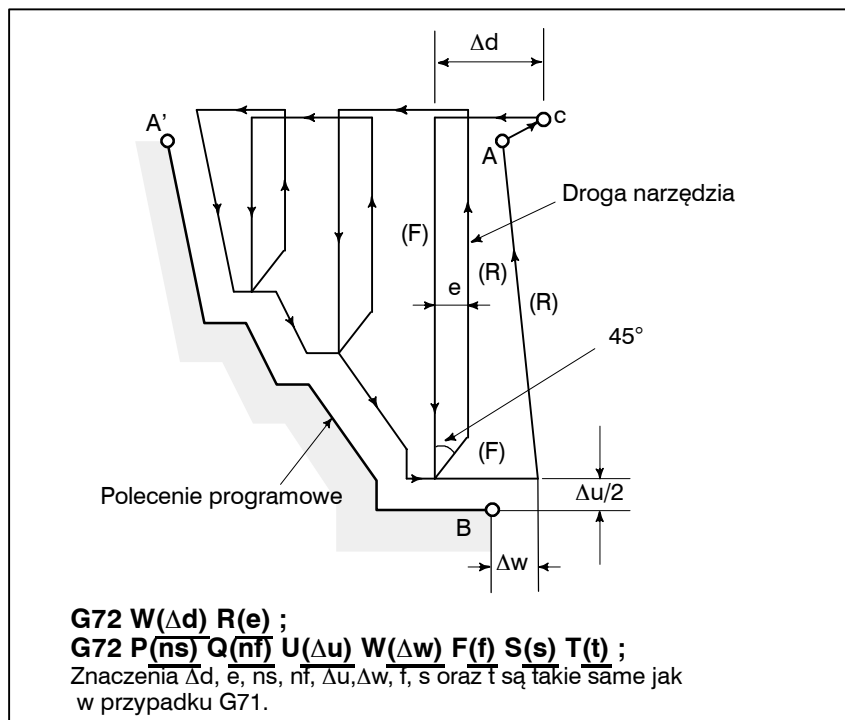 Δd
A'
c
A
Droga narzędzia
(F)
(R)
e
(R)
45°
(F)
Polecenie programowe
Δu/2
B
Δw
G72 W(Δd) R(e) ;
G72 P(ns) Q(nf) U(Δu) W(Δw) F(f) S(s) T(t) ;
Znaczenia Δd, e, ns, nf, Δu,Δw, f, s oraz t są takie same jak
w przypadku G71.